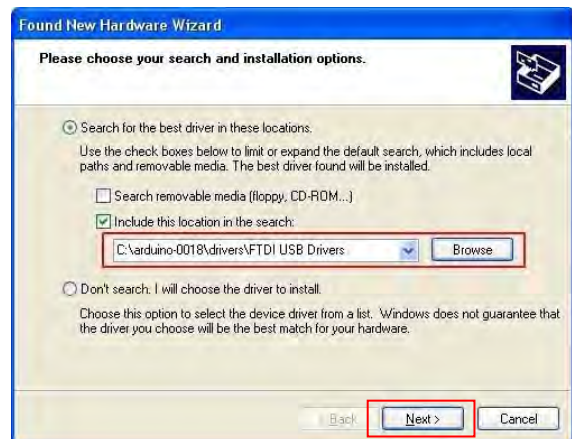 Found New Hardware Wizard
Please choose your search and installation options.
Search for the best driver in these locations.
Use the check boxes below to limit or expand the default search, which includes local
paths and removable media. The best driver found will be installed.
Search removable media (floppy, CD-ROM...)
Include this location in the search:
C:\arduino-0018\drivers\FTDI USB Drivers
Browse
Don't search. I will choose the driver to install.
Choose this option to select the device driver from a list. Windows does not guarantee that
the driver you choose will be the best match for your hardware.
< Back Next > Cancel